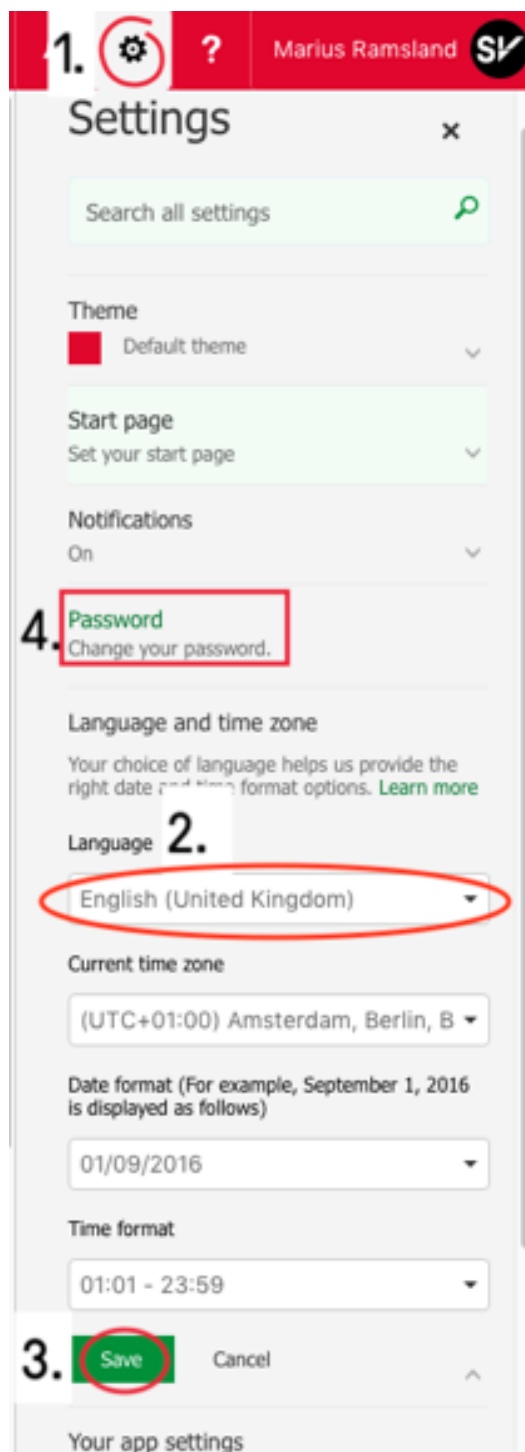 1.
?
Marius Ramsland
SV
Settings
×
Search all settings
Theme
Default theme
Start page
Set your start page
Notifications
On
4.
Password
Change your password.
Language and time zone
Your choice of language helps us provide the
right date and time format options. Learn more
Language 2.
English (United Kingdom)
Current time zone
(UTC+01:00) Amsterdam, Berlin, B
Date format (For example, September 1, 2016
is displayed as follows)
01/09/2016
Time format
01:01 - 23:59
3. Save Cancel
Your app settings